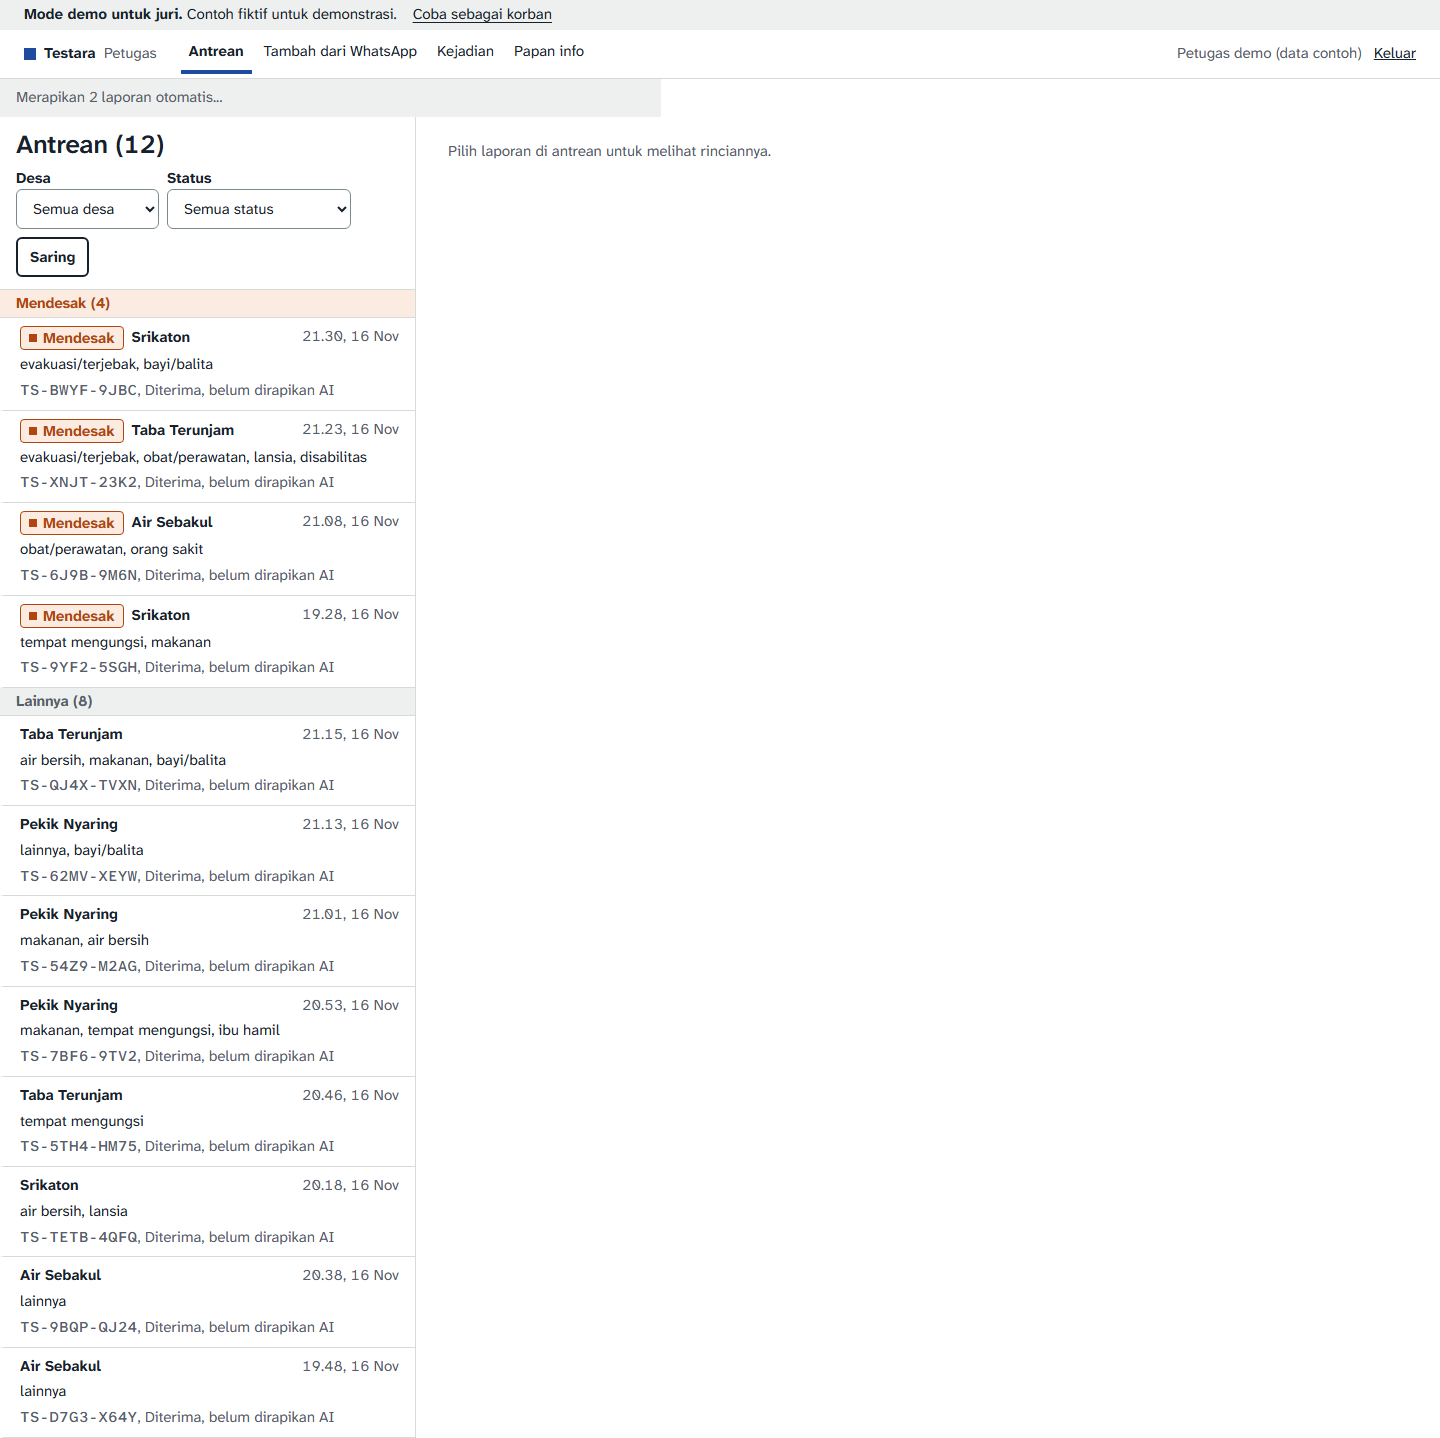 Mode demo untuk juri. Contoh fiktif untuk demonstrasi. Coba sebagai korban
Testara Petugas Antrean Tambah dari WhatsApp Kejadian Papan info Petugas demo (data contoh) Keluar
Merapikan 2 laporan otomatis...
Antrean (12)
Pilih laporan di antrean untuk melihat rinciannya.
Desa Status
Semua desa Semua status
Saring
Mendesak (4)
Mendesak Srikaton 21.30, 16 Nov
evakuasi/terjebak, bayi/balita
TS-BWYF-9JBC, Diterima, belum dirapikan AI
Mendesak Taba Terunjam 21.23, 16 Nov
evakuasi/terjebak, obat/perawatan, lansia, disabilitas
TS-XNJT-23K2, Diterima, belum dirapikan AI
Mendesak Air Sebakul 21.08, 16 Nov
obat/perawatan, orang sakit
TS-6J9B-9M6N, Diterima, belum dirapikan AI
Mendesak Srikaton 19.28, 16 Nov
tempat mengungsi, makanan
TS-9YF2-5SGH, Diterima, belum dirapikan AI
Lainnya (8)
Taba Terunjam 21.15, 16 Nov
air bersih, makanan, bayi/balita
TS-QJ4X-TVXN, Diterima, belum dirapikan AI
Pekik Nyaring 21.13, 16 Nov
lainnya, bayi/balita
TS-62MV-XEYW, Diterima, belum dirapikan AI
Pekik Nyaring 21.01, 16 Nov
makanan, air bersih
TS-54Z9-M2AG, Diterima, belum dirapikan AI
Pekik Nyaring 20.53, 16 Nov
makanan, tempat mengungsi, ibu hamil
TS-7BF6-9TV2, Diterima, belum dirapikan AI
Taba Terunjam 20.46, 16 Nov
tempat mengungsi
TS-5TH4-HM75, Diterima, belum dirapikan AI
Srikaton 20.18, 16 Nov
air bersih, lansia
TS-TETB-4QFQ, Diterima, belum dirapikan AI
Air Sebakul 20.38, 16 Nov
lainnya
TS-9BQP-QJ24, Diterima, belum dirapikan AI
Air Sebakul 19.48, 16 Nov
lainnya
TS-D7G3-X64Y, Diterima, belum dirapikan AI